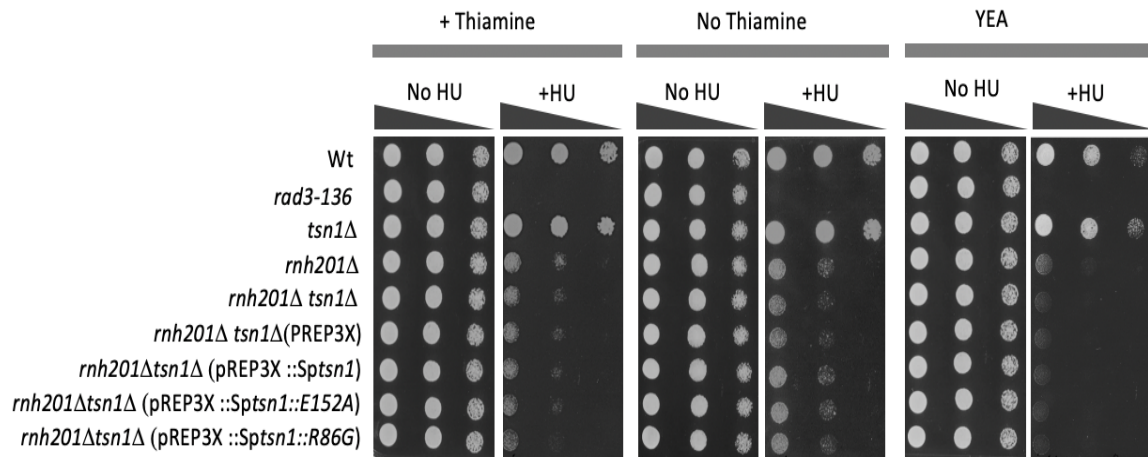 + Thiamine No Thiamine YEA
No HU +HU No HU +HU No HU +HU
Wt
rad3-136
tsn1Δ
rnh201Δ
rnh201Δ tsn1Δ
rnh201Δ tsn1Δ(PREP3X)
rnh201Δtsn1Δ (pREP3X ::Sptsn1)
rnh201Δtsn1Δ (pREP3X ::Sptsn1::E152A)
rnh201Δtsn1Δ (pREP3X ::Sptsn1::R86G)